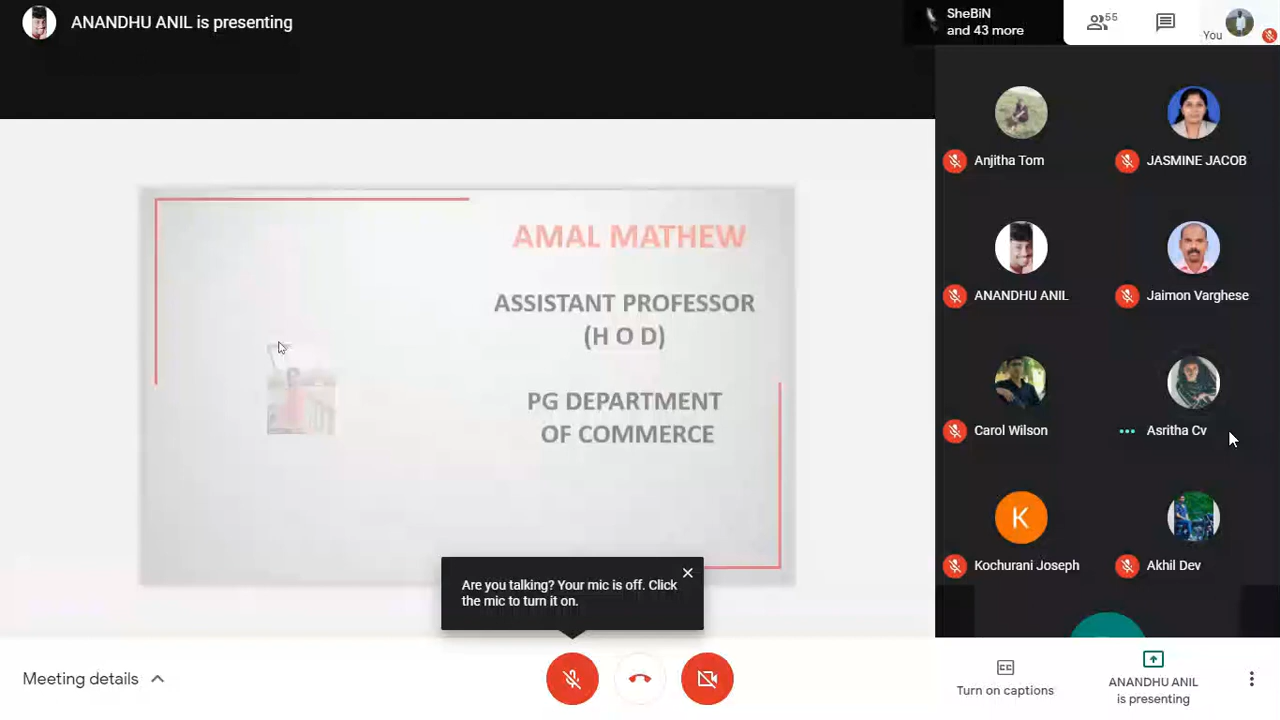 ANANDHU ANIL is presenting
SheBiN
and 43 more
55
You
AMAL MATHEW
ASSISTANT PROFESSOR
(H O D)
PG DEPARTMENT
OF COMMERCE
Anjitha Tom
JASMINE JACOB
ANANDHU ANIL
Jaimon Varghese
Carol Wilson
Asritha Cv
K
Kochurani Joseph
Akhil Dev
Are you talking? Your mic is off. Click
the mic to turn it on.
Meeting details
CC
Turn on captions
ANANDHU ANIL
is presenting